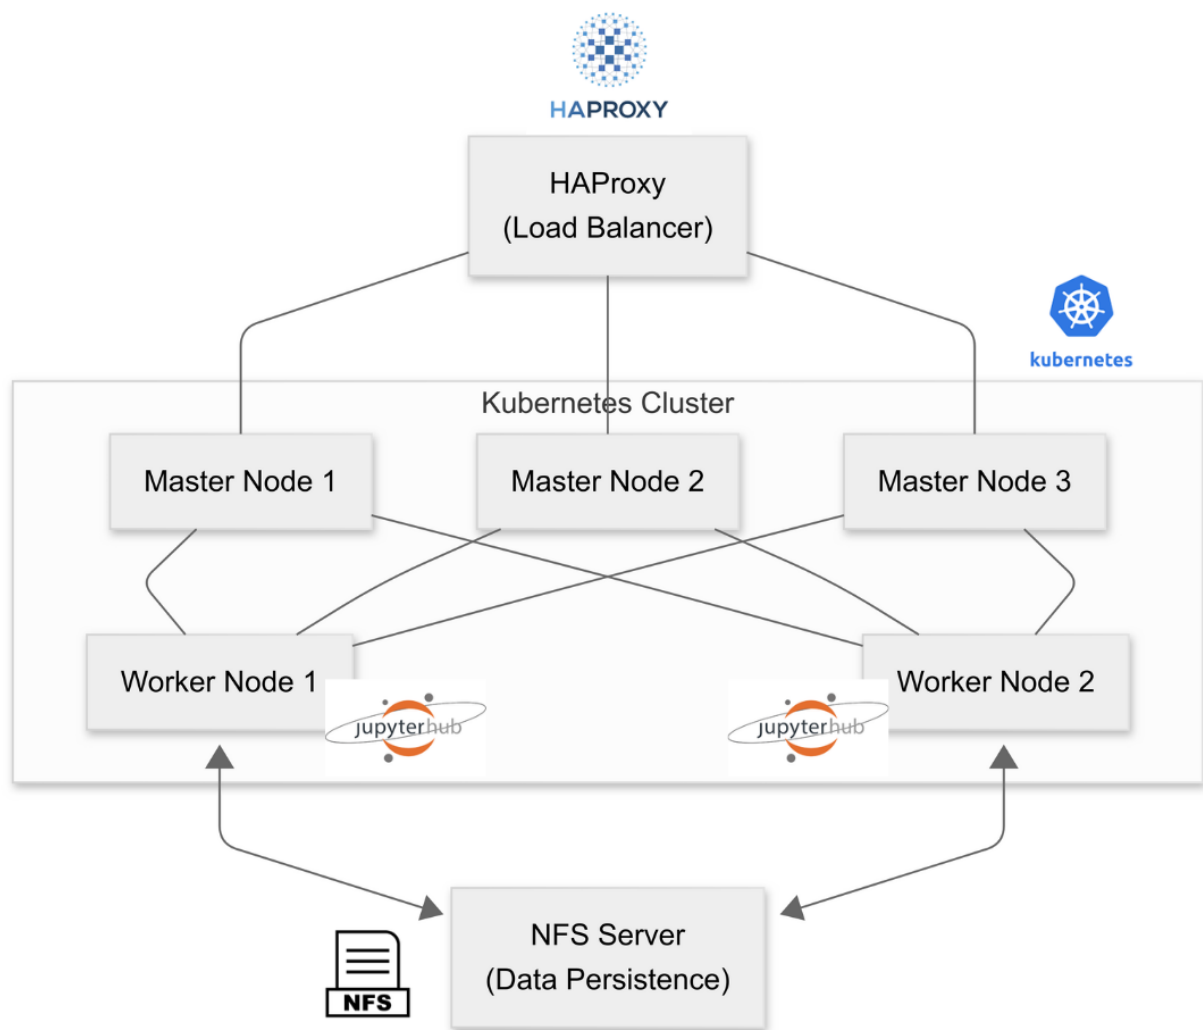 HAPROXY
HAProxy
(Load Balancer)
kubernetes
Kubernetes Cluster
Master Node 1
Master Node 2
Master Node 3
Worker Node 1
Worker Node 2
jupyterhub
jupyterhub
NFS Server
(Data Persistence)
NFS